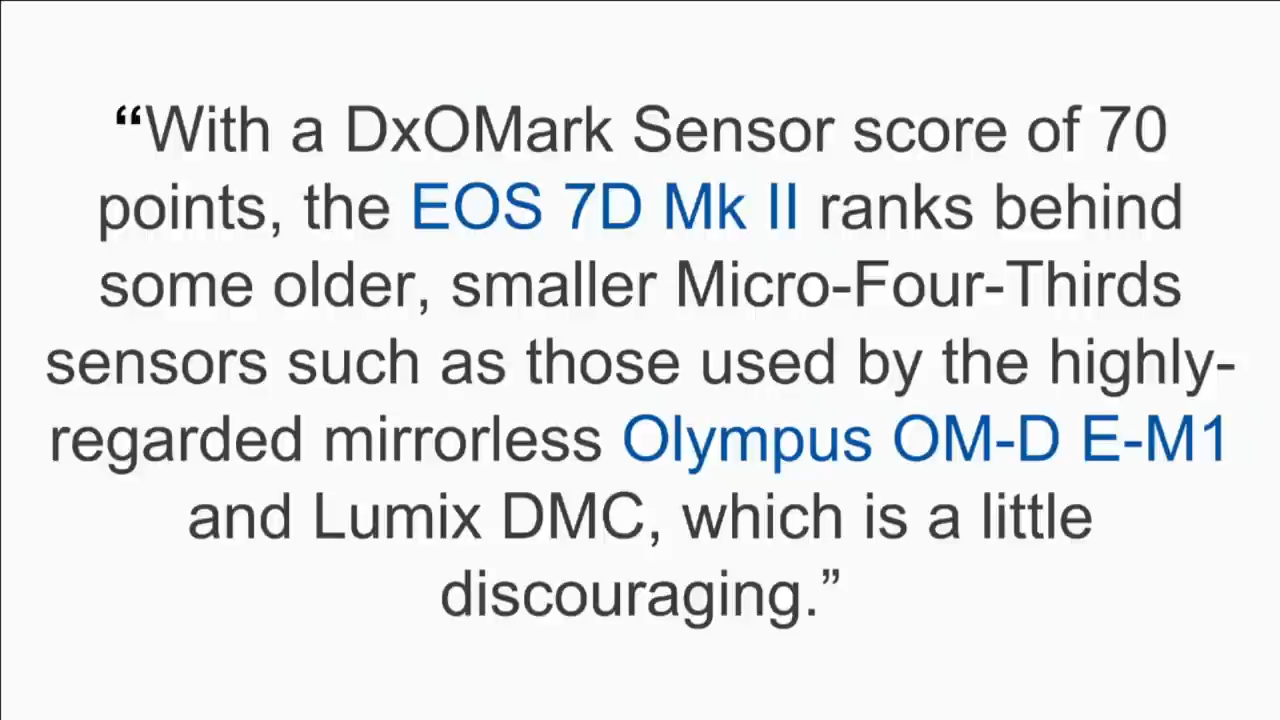 “With a DxOMark Sensor score of 70
points, the EOS 7D Mk II ranks behind
some older, smaller Micro-Four-Thirds
sensors such as those used by the highly-
regarded mirrorless Olympus OM-D E-M1
and Lumix DMC, which is a little
discouraging.”